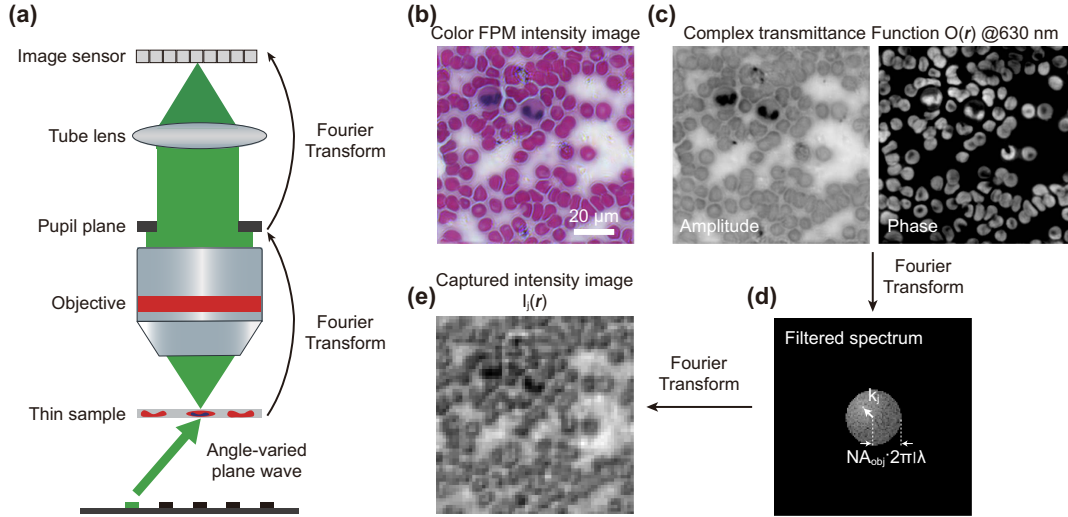 (a)
Image sensor
Tube lens
Fourier
Transform
Pupil plane
Objective
Fourier
Transform
Thin sample
Angle-varied
plane wave
(b)
Color FPM intensity image
20 µm
(c)
Complex transmittance Function O(r) @630 nm
Amplitude
Phase
Fourier
Transform
(d)
Filtered spectrum
kj
NAobj·2π/λ
Fourier
Transform
(e)
Captured intensity image
Ij(r)